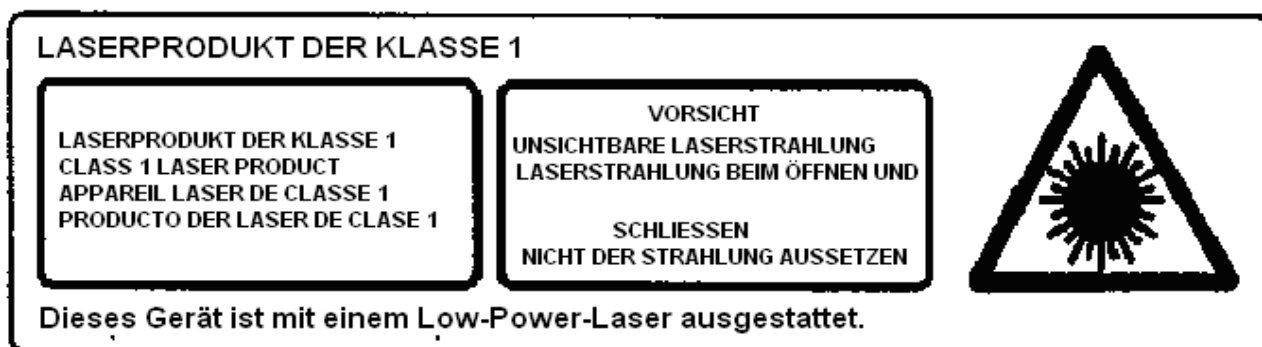 LASERPRODUKT DER KLASSE 1
LASERPRODUKT DER KLASSE 1
CLASS 1 LASER PRODUCT
APPAREIL LASER DE CLASSE 1
PRODUCTO DER LASER DE CLASE 1
VORSICHT
UNSICHTBARE LASERSTRAHLUNG
LASERSTRAHLUNG BEIM ÖFFNEN UND
SCHLIESSEN
NICHT DER STRAHLUNG AUSSETZEN
Dieses Gerät ist mit einem Low-Power-Laser ausgestattet.